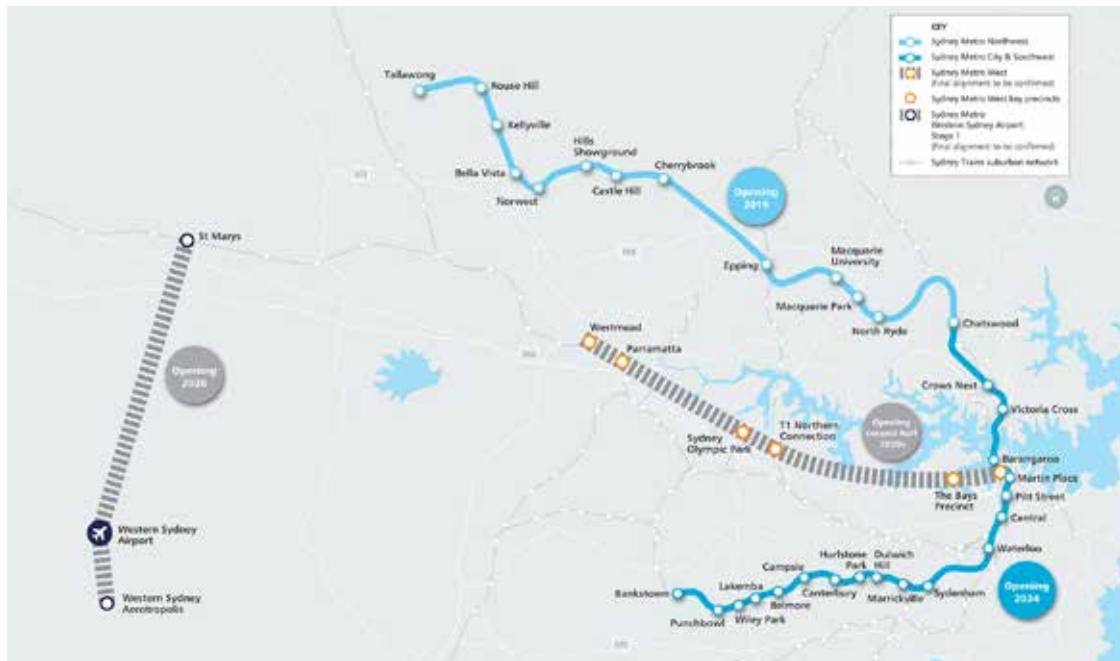 KEY
Sydney Metro Northwest
Sydney Metro City & Southwest
Sydney Metro West
(Final alignment to be confirmed)
Sydney Metro West key precincts
Sydney Metro
Western Sydney Airport
Stage 1
(Final alignment to be confirmed)
Sydney Trains suburban network
Tallawong
Rouse Hill
Kellyville
Hills
Showground
Cherrybrook
Bella Vista
Castle Hill
Norwest
Opening
2019
St Marys
Epping
Macquarie
University
Macquarie Park
North Ryde
Chatswood
Westmead
Parramatta
Opening
2026
Crows Nest
Victoria Cross
Sydney
Olympic Park
T1 Northern
Connection
Opening
second half
2020s
Barangaroo
Martin Place
The Bays
Precinct
Pitt Street
Central
Western Sydney
Airport
Waterloo
Hurlstone
Park
Dulwich
Hill
Campsie
Lakemba
Bankstown
Canterbury
Marrickville
Sydenham
Belmore
Wiley Park
Punchbowl
Western Sydney
Aerotropolis
Opening
2024